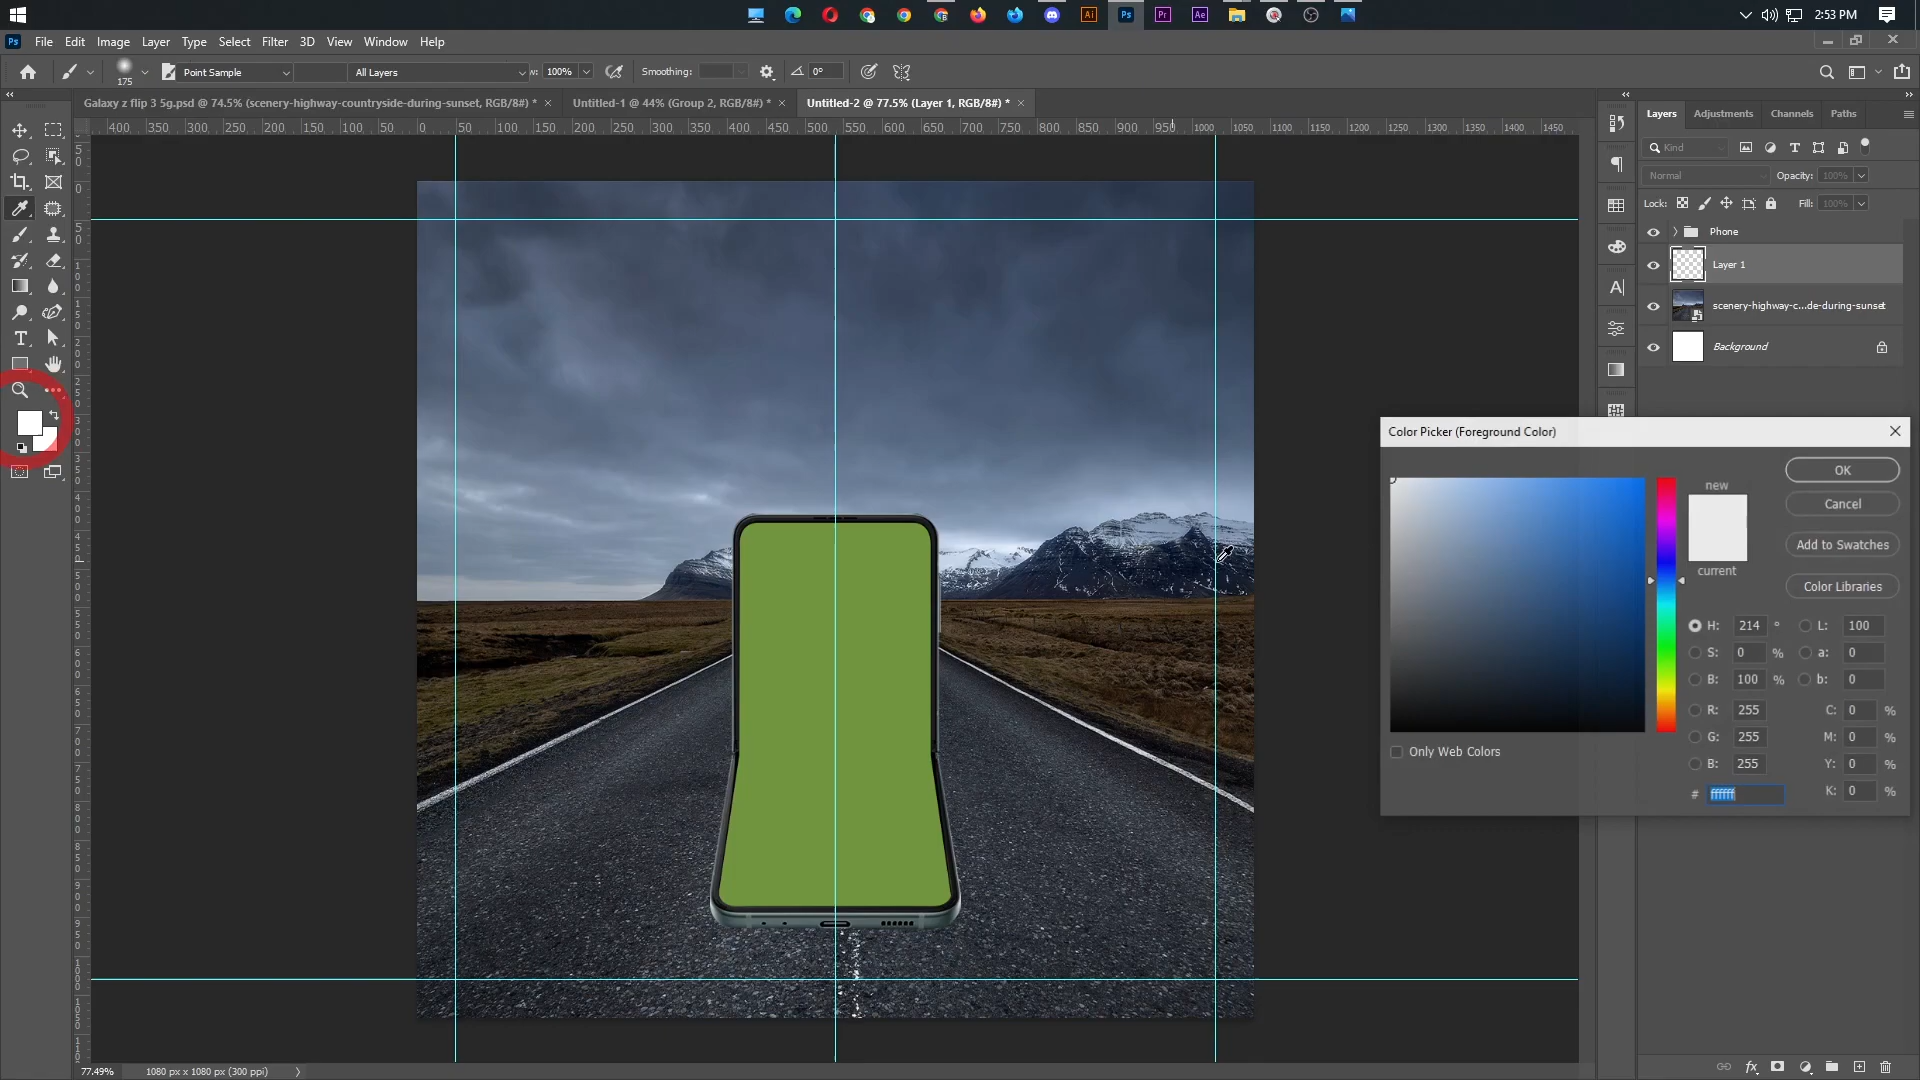 2:53 PM
Ps File Edit Image Layer Type Select Filter 3D View Window Help
175 Point Sample All Layers 100% Smoothing: 0°
Galaxy z flip 3 5g.psd @ 74.5% (scenery-highway-countryside-during-sunset, RGB/8#) * × Untitled-1 @ 44% (Group 2, RGB/8#) * × Untitled-2 @ 77.5% (Layer 1, RGB/8#) * ×
400 350 300 250 200 150 100 50 0 50 100 150 200 250 300 350 400 450 500 550 600 650 700 750 800 850 900 950 1000 1050 1100 1150 1200 1250 1300 1350 1400 1450
Layers Adjustments Channels Paths
Kind
Normal Opacity: 100%
Lock: Fill: 100%
Phone
Layer 1
scenery-highway-c...de-during-sunset
Background
Color Picker (Foreground Color)
new
current
OK
Cancel
Add to Swatches
Color Libraries
H: 214 ° L: 100
S: 0 % a: 0
B: 100 % b: 0
R: 255 C: 0 %
G: 255 M: 0 %
B: 255 Y: 0 %
# ffffff K: 0 %
Only Web Colors
77.49% 1080 px x 1080 px (300 ppi)